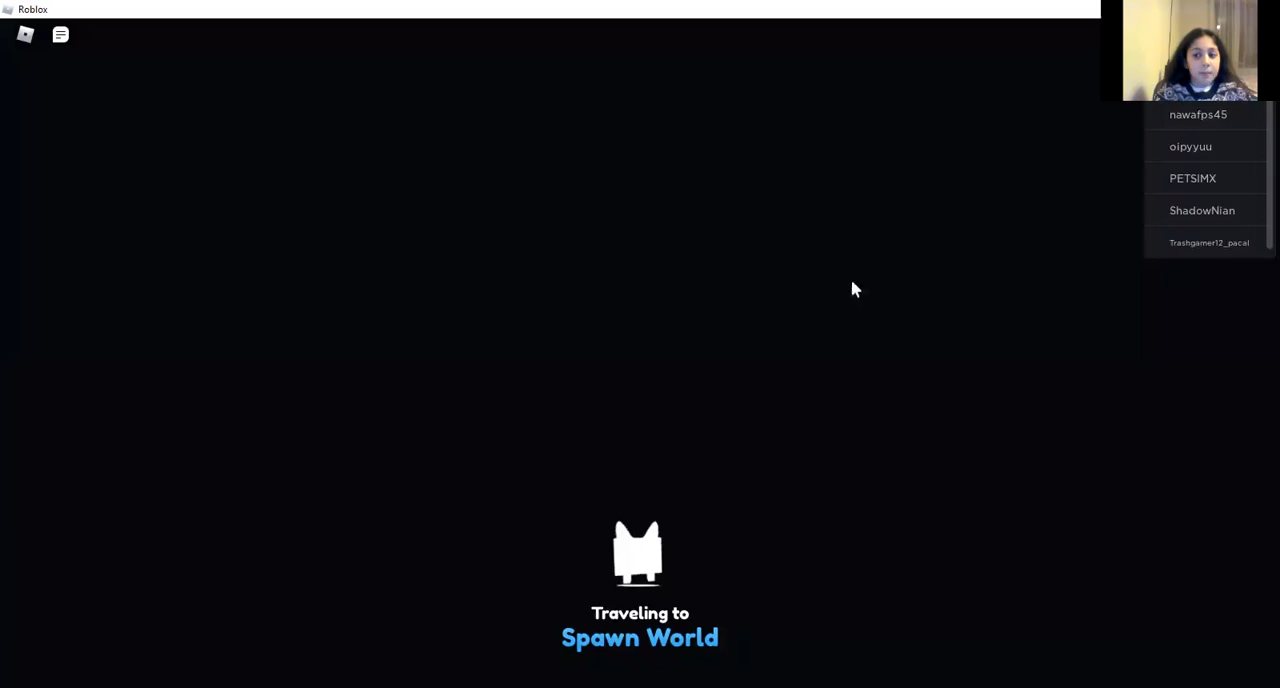 Roblox
nawafps45
oipyyuu
PETSIMX
ShadowNian
Trashgamer12_pacal
Traveling to
Spawn World